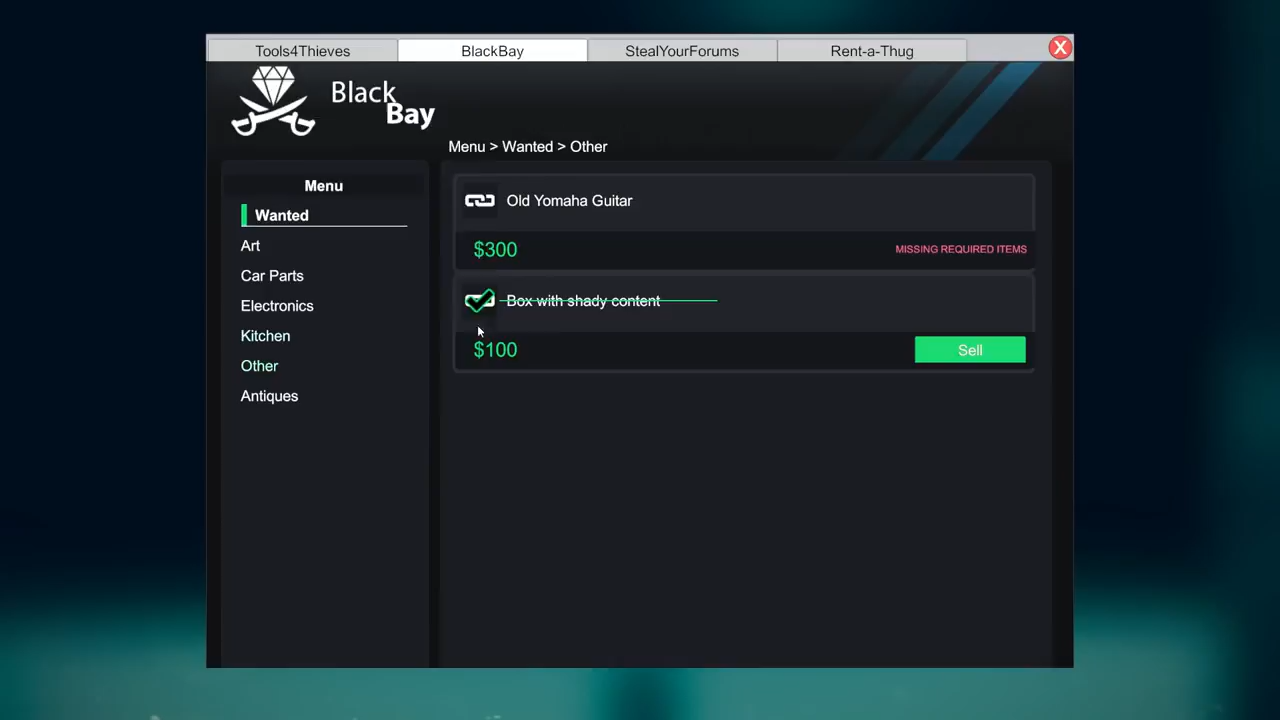 Tools4Thieves BlackBay StealYourForums Rent-a-Thug X
Black
Bay
Menu > Wanted > Other
Menu
Wanted
Art
Car Parts
Electronics
Kitchen
Other
Antiques
Old Yomaha Guitar
$300 MISSING REQUIRED ITEMS
Box with shady content
$100 Sell